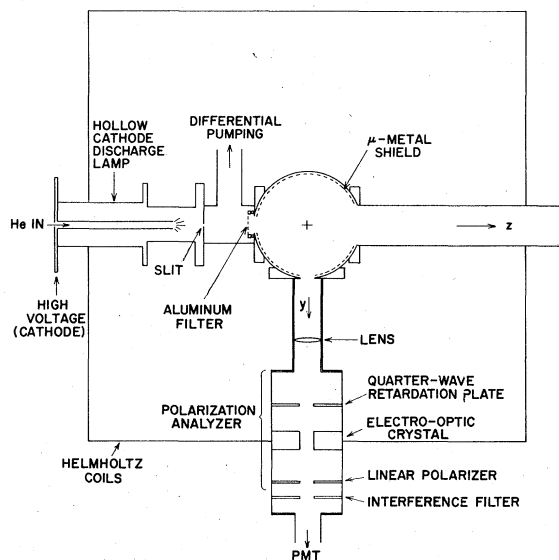 HOLLOW
CATHODE
DISCHARGE
LAMP
DIFFERENTIAL
PUMPING
μ-METAL
SHIELD
He IN
z
SLIT
ALUMINUM
FILTER
HIGH
VOLTAGE
(CATHODE)
y
LENS
POLARIZATION
ANALYZER
QUARTER-WAVE
RETARDATION PLATE
ELECTRO-OPTIC
CRYSTAL
HELMHOLTZ
COILS
LINEAR POLARIZER
INTERFERENCE FILTER
PMT